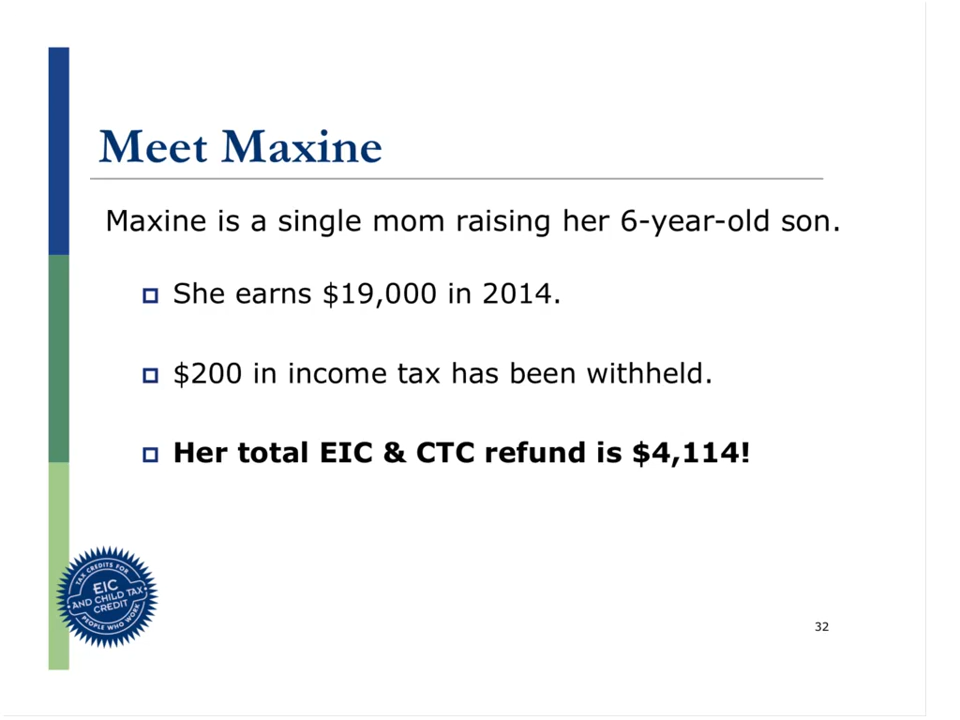 Meet Maxine
Maxine is a single mom raising her 6-year-old son.
She earns $19,000 in 2014.
$200 in income tax has been withheld.
Her total EIC & CTC refund is $4,114!
TAX CREDITS FOR
EIC
AND CHILD TAX
CREDIT
PEOPLE WHO WORK
32